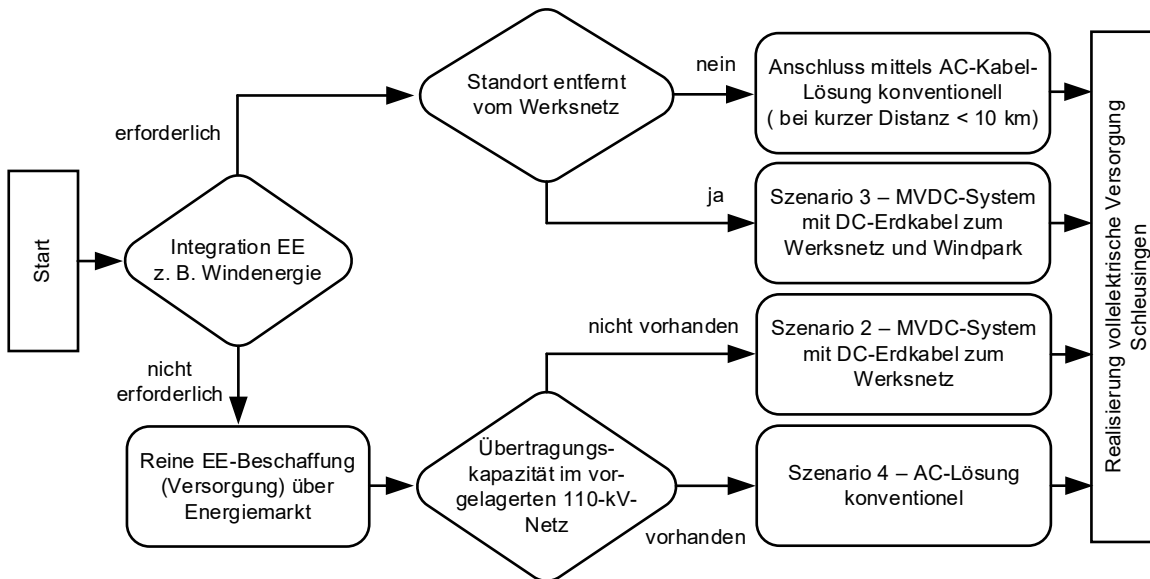 Start
Integration EE
z. B. Windenergie
erforderlich
Standort entfernt
vom Werksnetz
nein
Anschluss mittels AC-Kabel-
Lösung konventionell
( bei kurzer Distanz < 10 km)
ja
Szenario 3 – MVDC-System
mit DC-Erdkabel zum
Werksnetz und Windpark
nicht
erforderlich
Reine EE-Beschaffung
(Versorgung) über
Energiemarkt
Übertragungs-
kapazität im vor-
gelagerten 110-kV-
Netz
nicht vorhanden
Szenario 2 – MVDC-System
mit DC-Erdkabel zum
Werksnetz
vorhanden
Szenario 4 – AC-Lösung
konventionel
Realisierung vollelektrische Versorgung
Schleusingen